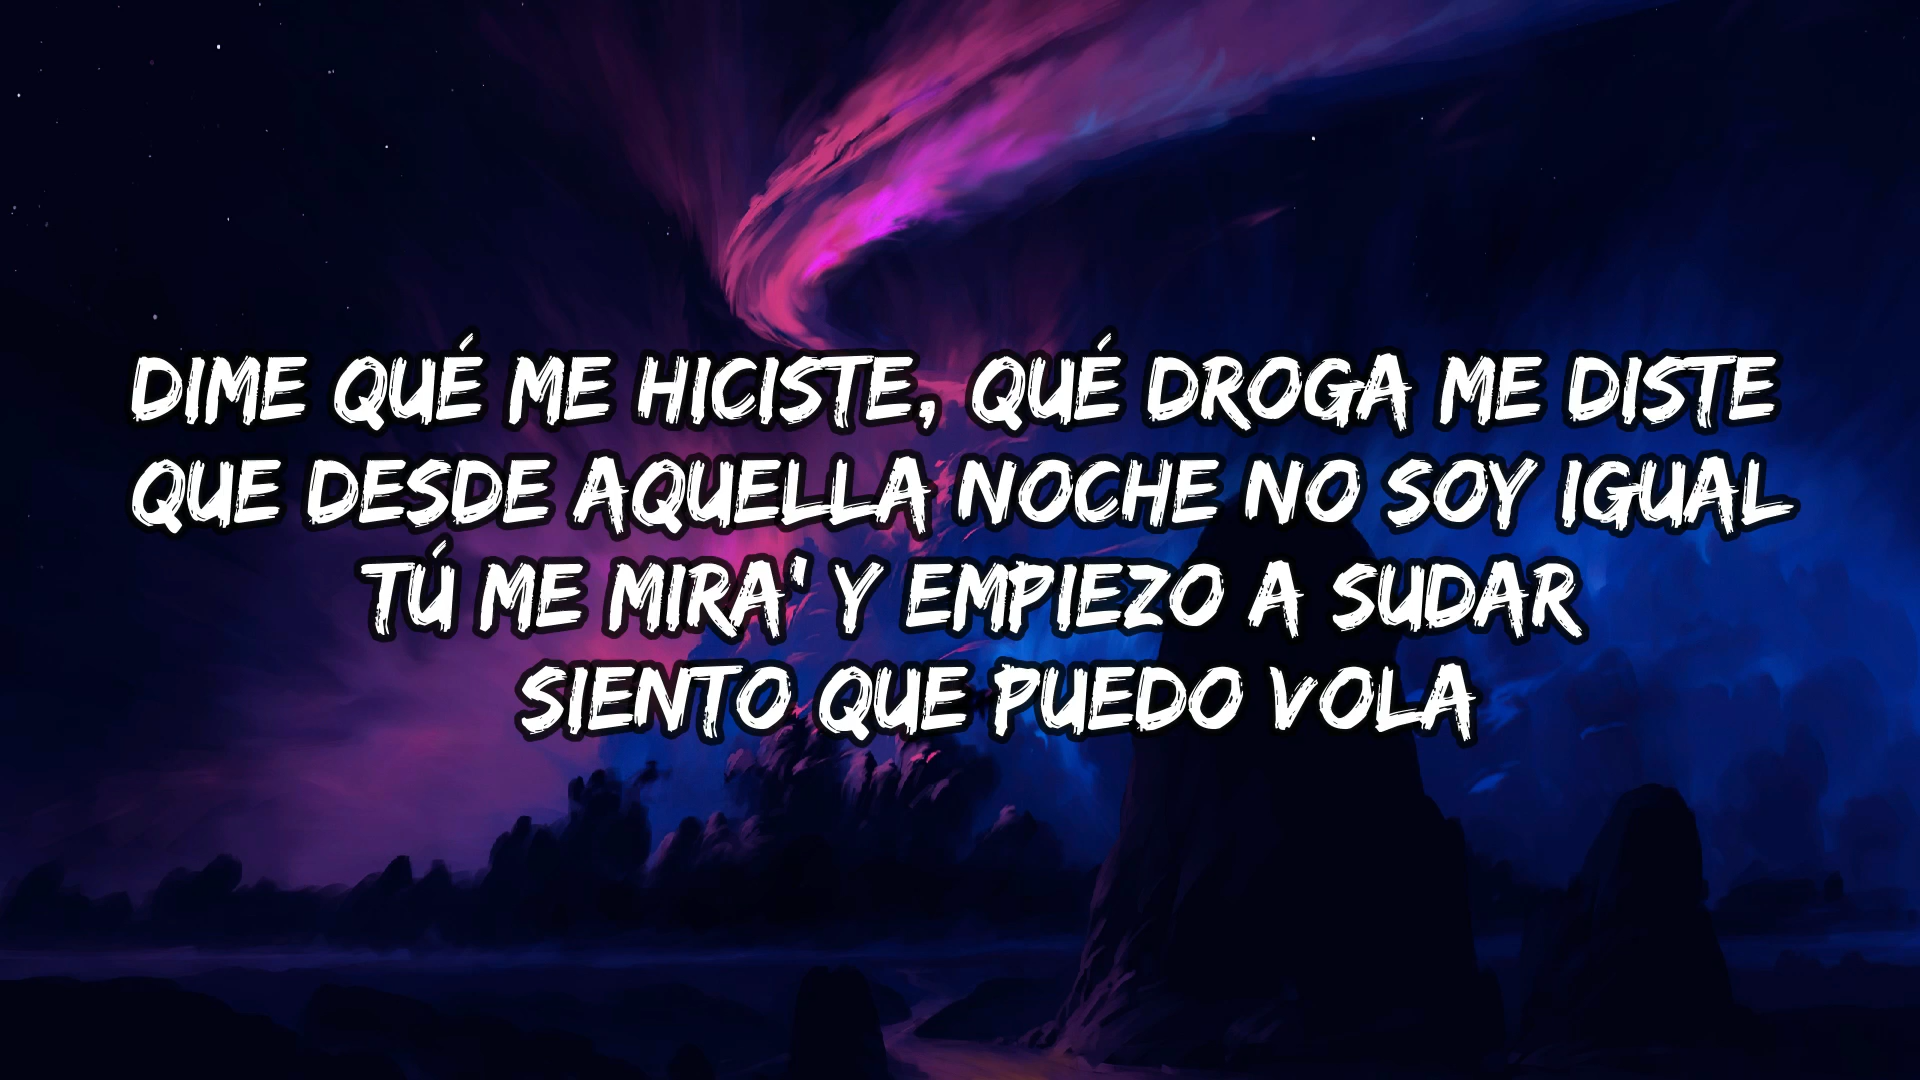 DIME QUÉ ME HICISTE, QUÉ DROGA ME DISTE
QUE DESDE AQUELLA NOCHE NO SOY IGUAL
TÚ ME MIRA' Y EMPIEZO A SUDAR
SIENTO QUE PUEDO VOLA